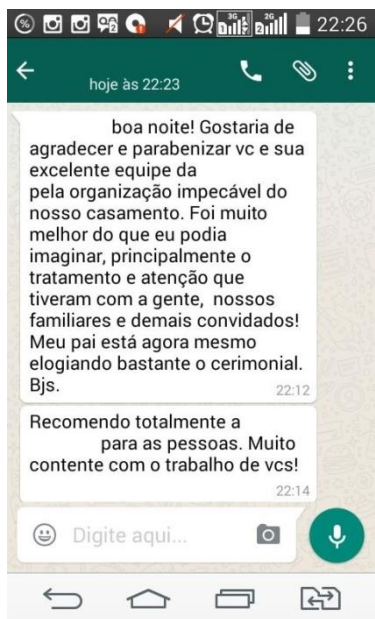 3G 2G 22:26
hoje às 22:23
boa noite! Gostaria de
agradecer e parabenizar vc e sua
excelente equipe da
pela organização impecável do
nosso casamento. Foi muito
melhor do que eu podia
imaginar, principalmente o
tratamento e atenção que
tiveram com a gente,  nossos
familiares e demais convidados!
Meu pai está agora mesmo
elogiando bastante o cerimonial.
Bjs.
22:12
Recomendo totalmente a
para as pessoas. Muito
contente com o trabalho de vcs!
22:14
Digite aqui...